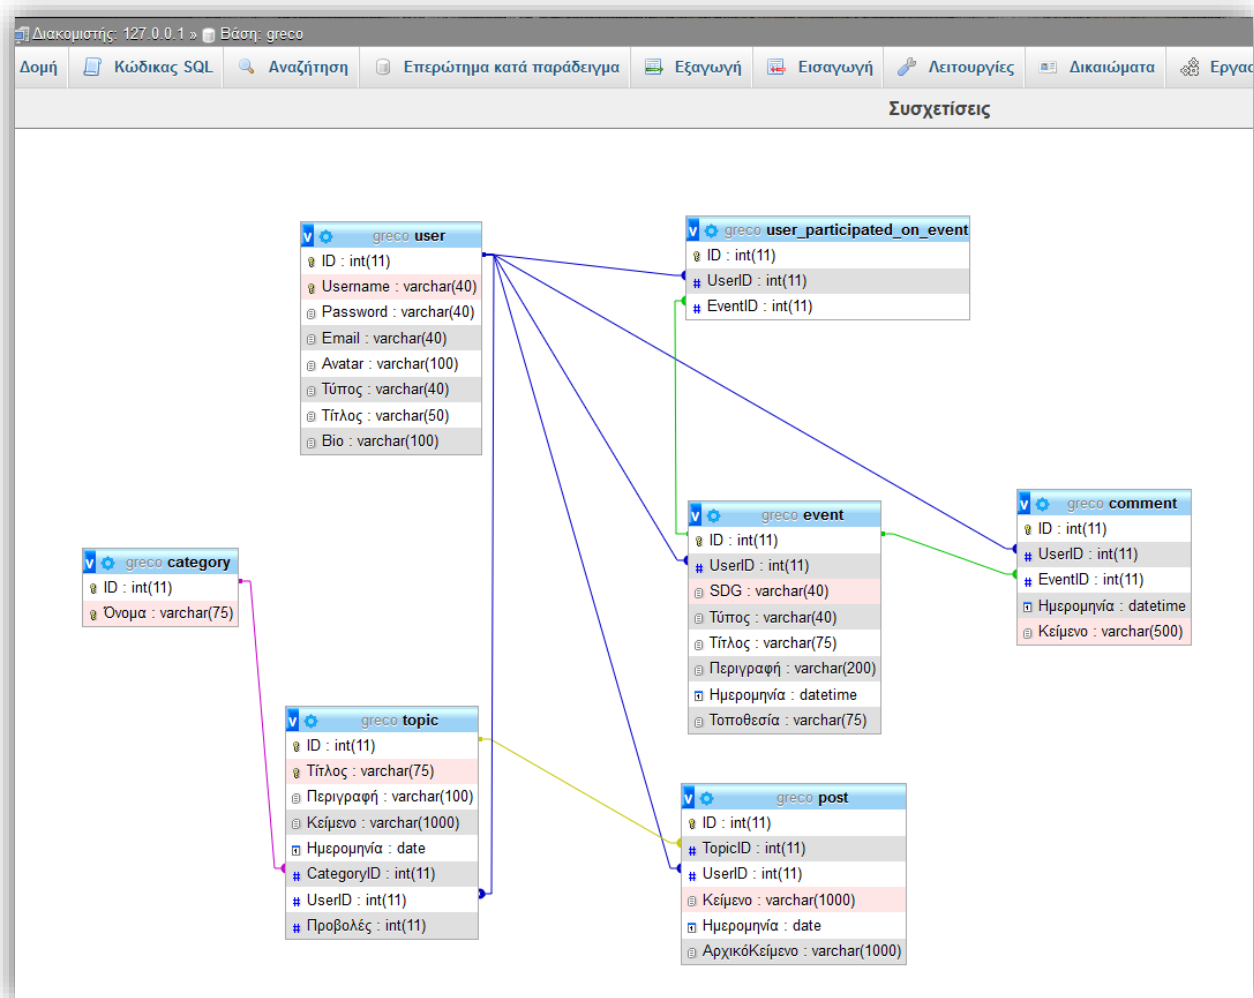 Διακομιστής: 127.0.0.1 » Βάση: greco
Δομή Κώδικας SQL Αναζήτηση Επερώτημα κατά παράδειγμα Εξαγωγή Εισαγωγή Λειτουργίες Δικαιώματα Εργασ
Συσχετίσεις
v greco user
ID : int(11)
Username : varchar(40)
Password : varchar(40)
Email : varchar(40)
Avatar : varchar(100)
Τύπος : varchar(40)
Τίτλος : varchar(50)
Bio : varchar(100)
v greco user_participated_on_event
ID : int(11)
# UserID : int(11)
# EventID : int(11)
v greco event
ID : int(11)
# UserID : int(11)
SDG : varchar(40)
Τύπος : varchar(40)
Τίτλος : varchar(75)
Περιγραφή : varchar(200)
Ημερομηνία : datetime
Τοποθεσία : varchar(75)
v greco comment
ID : int(11)
# UserID : int(11)
# EventID : int(11)
Ημερομηνία : datetime
Κείμενο : varchar(500)
v greco category
ID : int(11)
Όνομα : varchar(75)
v greco topic
ID : int(11)
Τίτλος : varchar(75)
Περιγραφή : varchar(100)
Κείμενο : varchar(1000)
Ημερομηνία : date
# CategoryID : int(11)
# UserID : int(11)
# Προβολές : int(11)
v greco post
ID : int(11)
# TopicID : int(11)
# UserID : int(11)
Κείμενο : varchar(1000)
Ημερομηνία : date
ΑρχικόΚείμενο : varchar(1000)